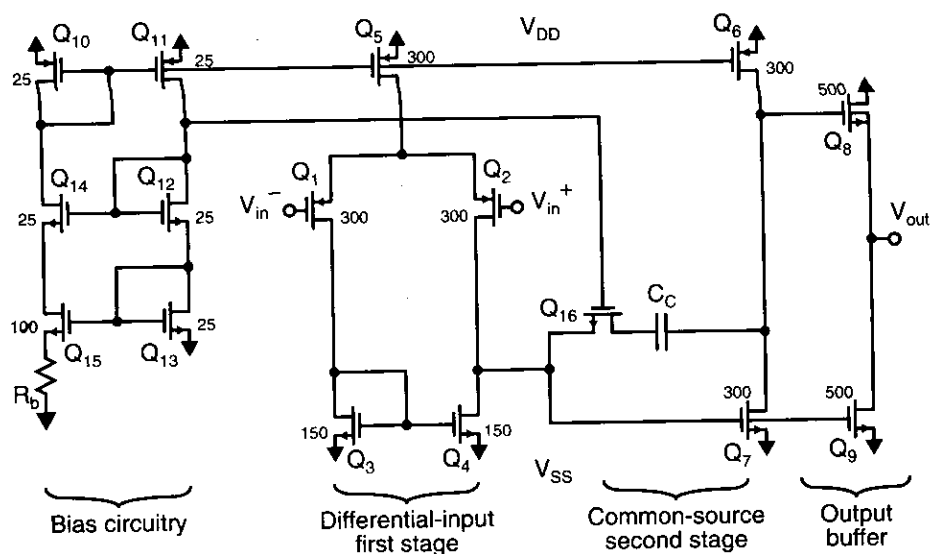 Q10
Q11
Q5
VDD
Q6
25
25
300
300
500
Q8
Q14
Q12
Q1
Q2
Vin−
Vin+
25
25
300
300
Vout
Q16
CC
100
25
Q15
Q13
Rb
300
500
150
150
Q3
Q4
Q7
Q9
VSS
Bias circuitry
Differential-input
first stage
Common-source
second stage
Output
buffer